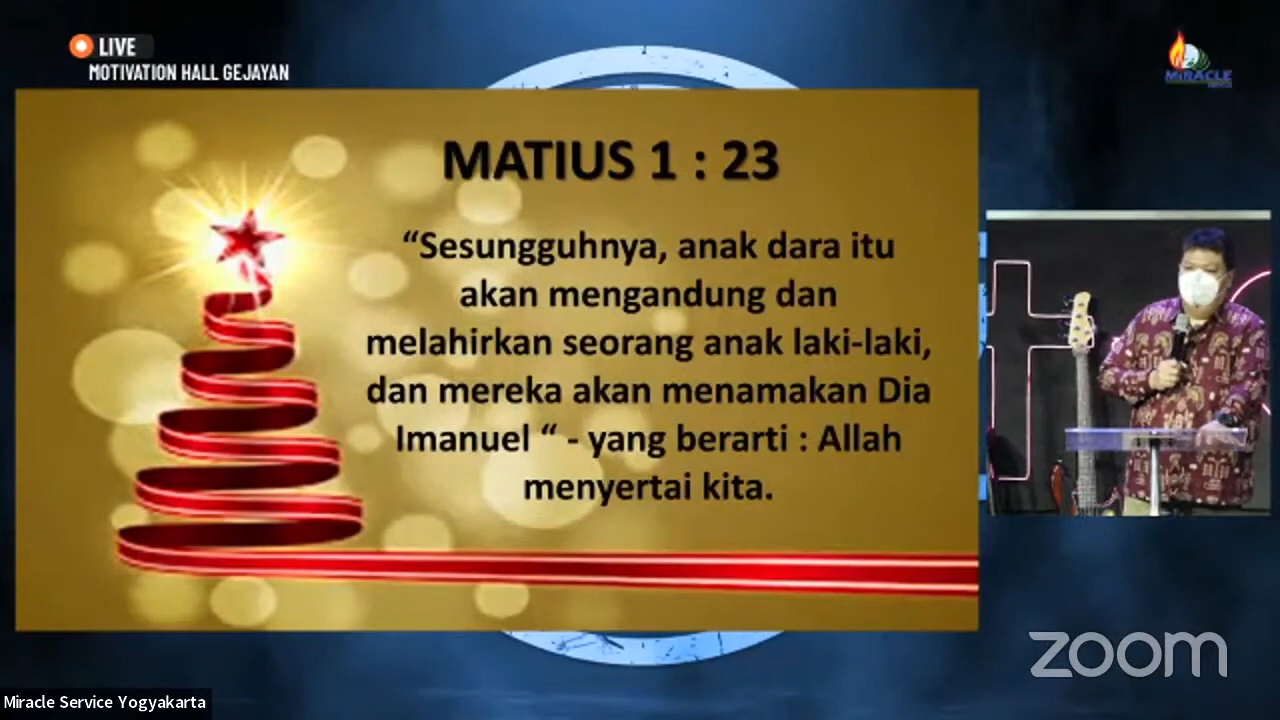 LIVE
MOTIVATION HALL GEJAYAN
MiRACLE
MATIUS 1 : 23
“Sesungguhnya, anak dara itu
akan mengandung dan
melahirkan seorang anak laki-laki,
dan mereka akan menamakan Dia
Imanuel “ - yang berarti : Allah
menyertai kita.
zoom
Miracle Service Yogyakarta